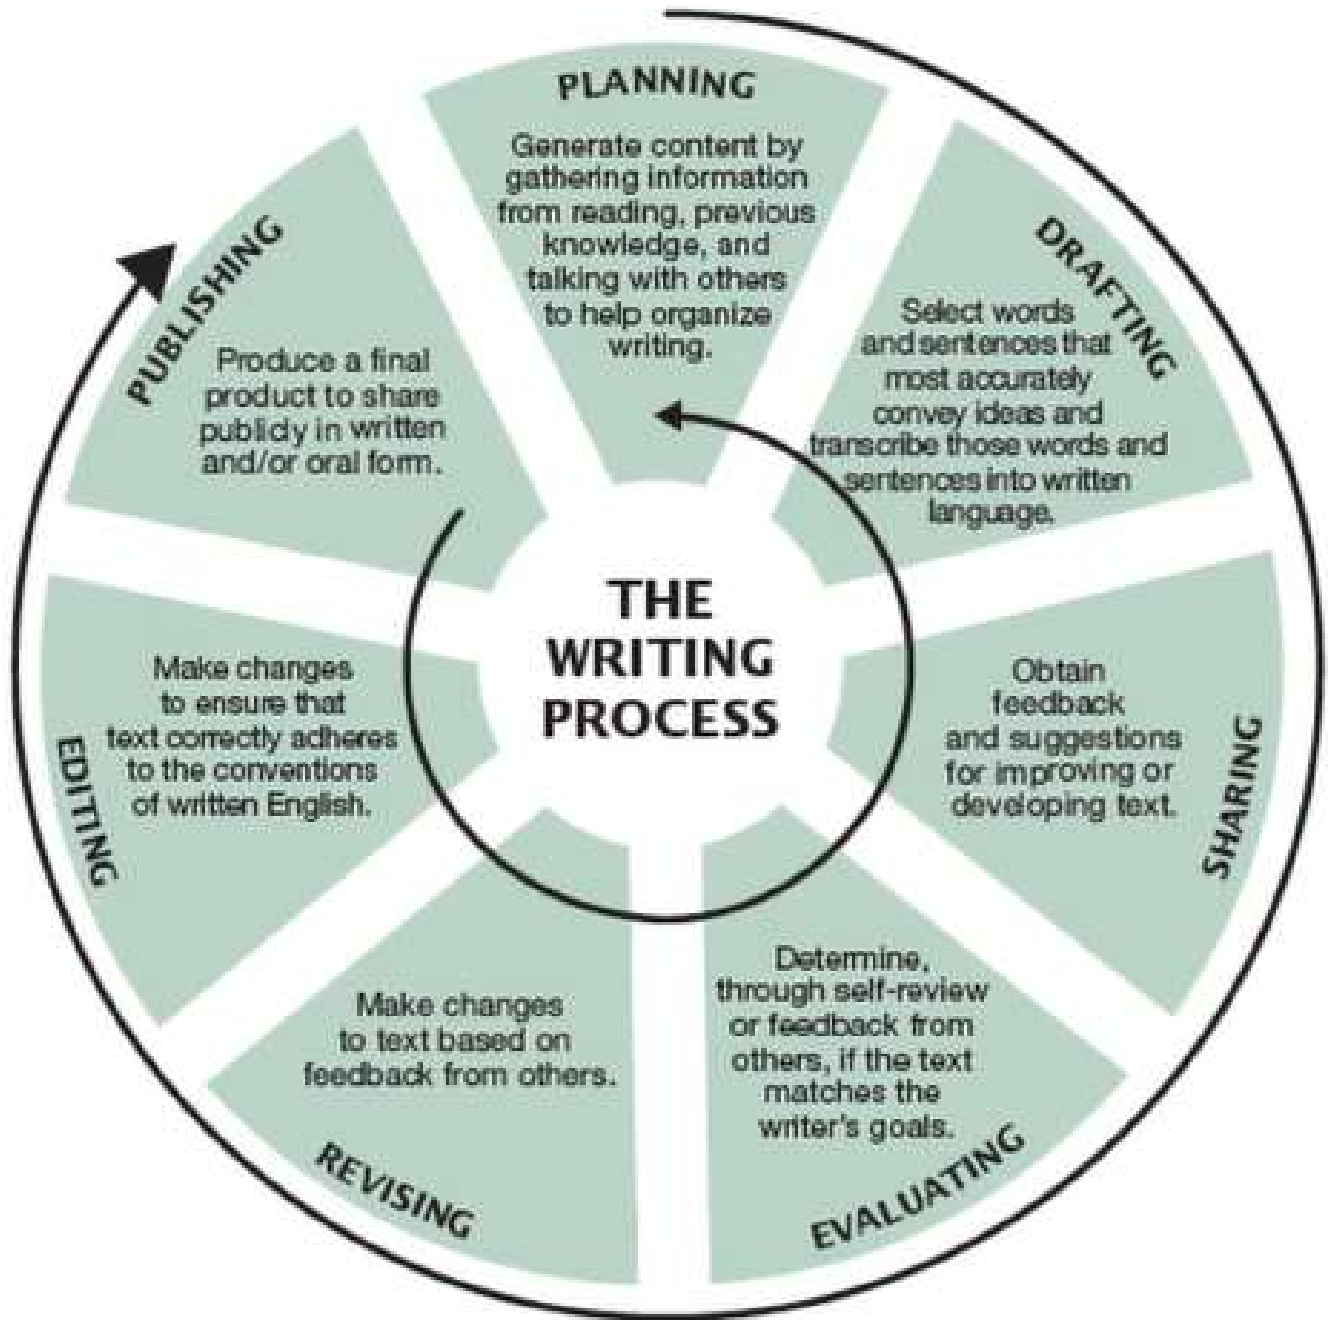 PLANNING
Generate content by
gathering information
from reading, previous
knowledge, and
talking with others
to help organize
writing.
DRAFTING
Select words
and sentences that
most accurately
convey ideas and
transcribe those words and
sentences into written
language.
SHARING
Obtain
feedback
and suggestions
for improving or
developing text.
EVALUATING
Determine,
through self-review
or feedback from
others, if the text
matches the
writer's goals.
REVISING
Make changes
to text based on
feedback from others.
EDITING
Make changes
to ensure that
text correctly adheres
to the conventions
of written English.
PUBLISHING
Produce a final
product to share
publicly in written
and/or oral form.
THE
WRITING
PROCESS